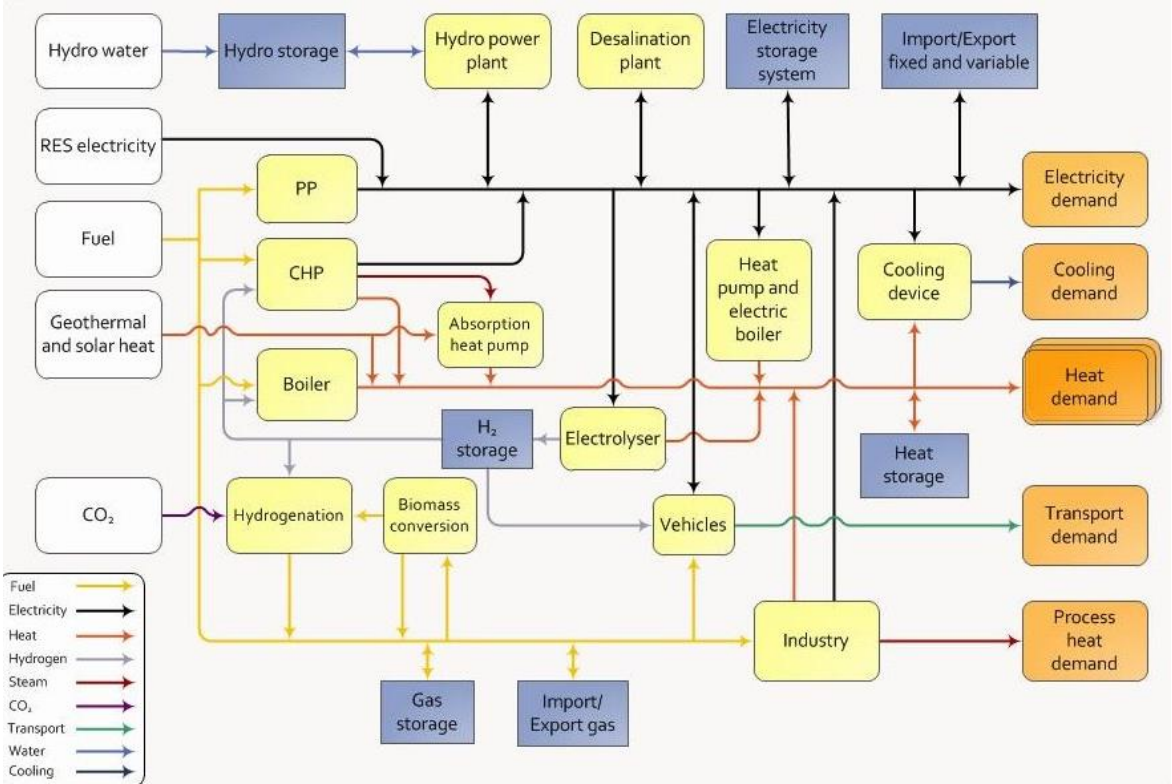 Hydro water
Hydro storage
Hydro power
plant
Desalination
plant
Electricity
storage
system
Import/Export
fixed and variable
RES electricity
PP
Electricity
demand
Fuel
CHP
Heat
pump and
electric
boiler
Cooling
device
Cooling
demand
Geothermal
and solar heat
Absorption
heat pump
Boiler
Heat
demand
H₂
storage
Electrolyser
Heat
storage
CO₂
Hydrogenation
Biomass
conversion
Vehicles
Transport
demand
Industry
Process
heat
demand
Gas
storage
Import/
Export gas
Fuel
Electricity
Heat
Hydrogen
Steam
CO₂
Transport
Water
Cooling